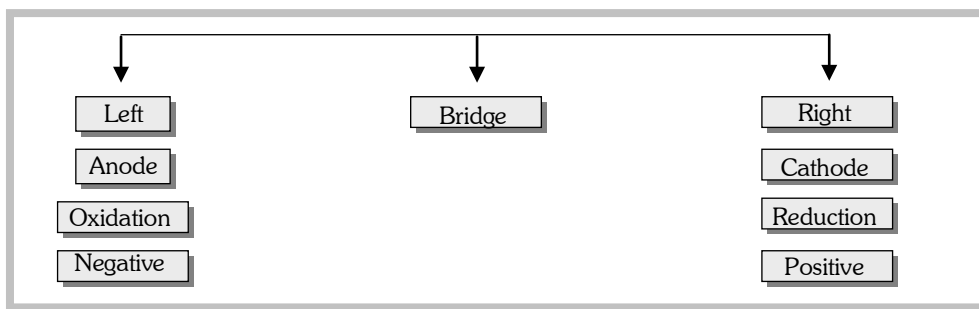 Left
Bridge
Right
Anode
Cathode
Oxidation
Reduction
Negative
Positive